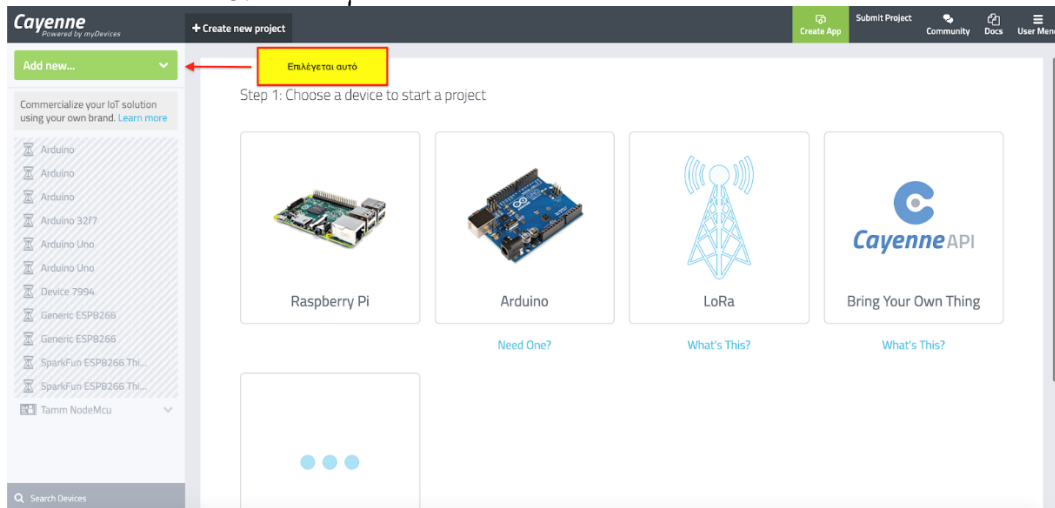 Cayenne
Powered by myDevices
+ Create new project
Create App
Submit Project
Community
Docs
User Menu
Add new...
Επιλέγεται αυτό
Step 1: Choose a device to start a project
Commercialize your IoT solution
using your own brand. Learn more
Arduino
Arduino
Arduino
Arduino 32f7
Arduino Uno
Arduino Uno
Device 7994
Generic ESP8266
Generic ESP8266
SparkFun ESP8266 Thi...
SparkFun ESP8266 Thi...
Tamm NodeMcu
Search Devices
Raspberry Pi
Arduino
Need One?
LoRa
What's This?
Cayenne API
Bring Your Own Thing
What's This?